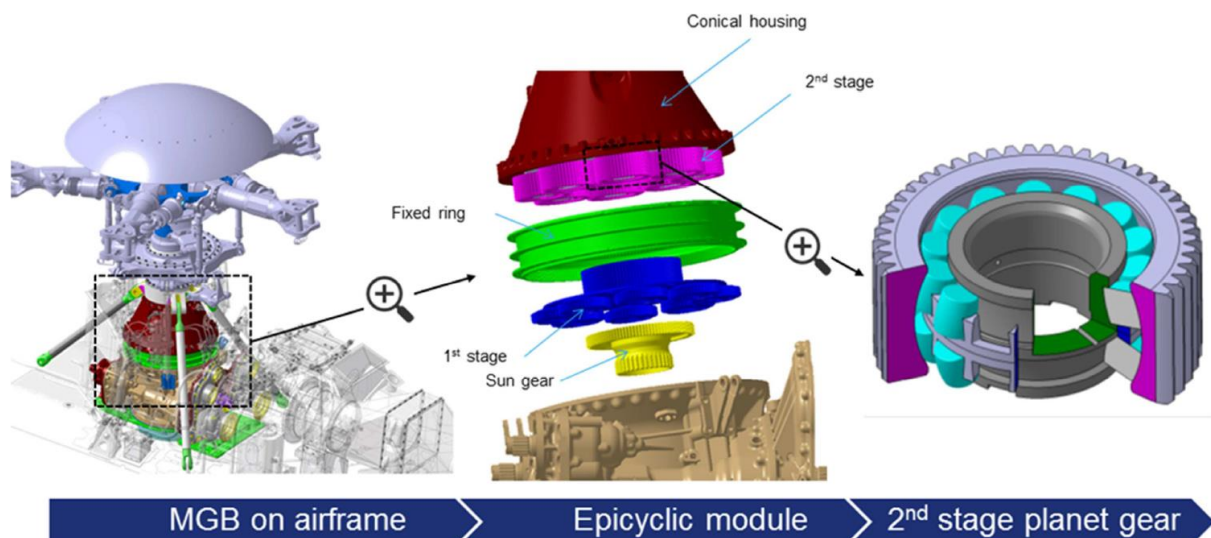 Conical housing
2nd stage
Fixed ring
1st stage
Sun gear
MGB on airframe
Epicyclic module
2nd stage planet gear